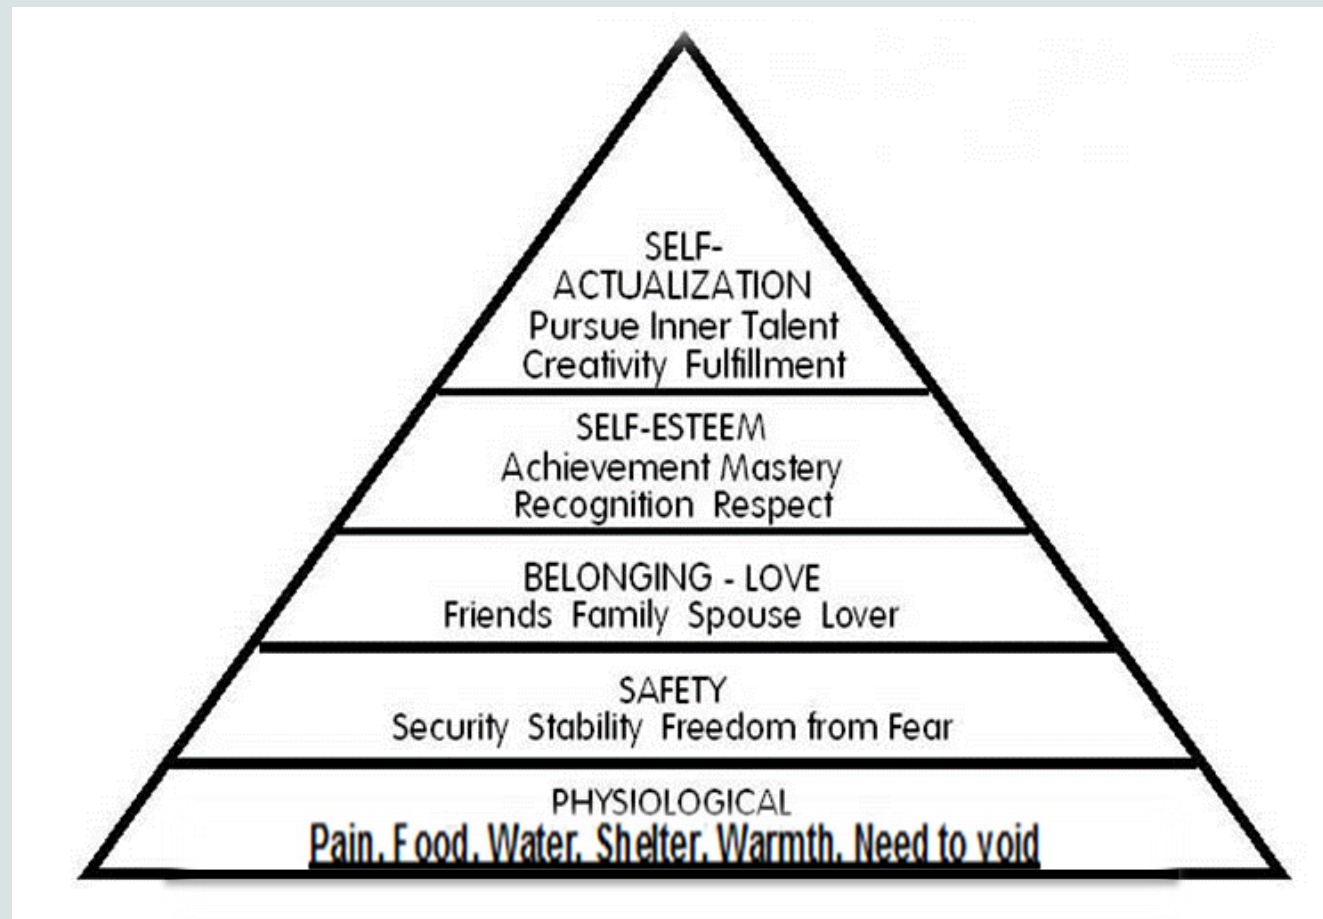 SELF-
ACTUALIZATION
Pursue Inner Talent
Creativity Fulfillment
SELF-ESTEEM
Achievement Mastery
Recognition Respect
BELONGING - LOVE
Friends Family Spouse Lover
SAFETY
Security Stability Freedom from Fear
PHYSIOLOGICAL
Pain, Food, Water, Shelter, Warmth, Need to void